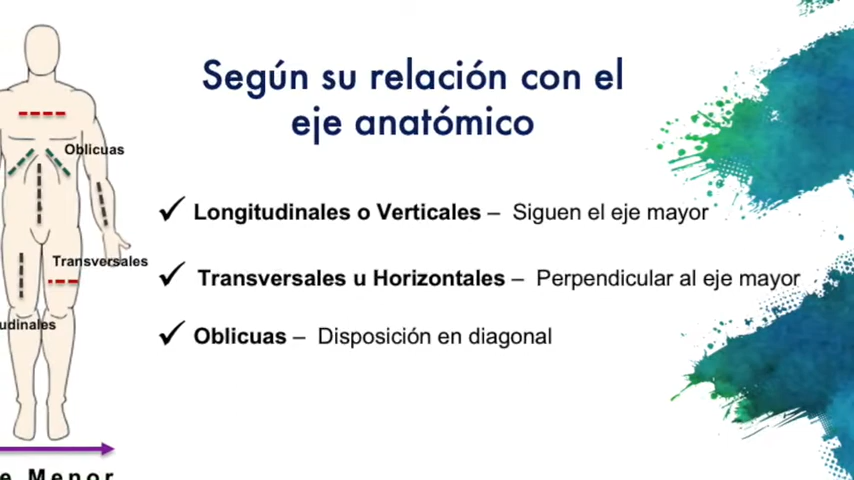 Según su relación con el
eje anatómico
Oblicuas
✓ Longitudinales o Verticales – Siguen el eje mayor
Transversales
✓ Transversales u Horizontales – Perpendicular al eje mayor
udinales
✓ Oblicuas – Disposición en diagonal
e Menor